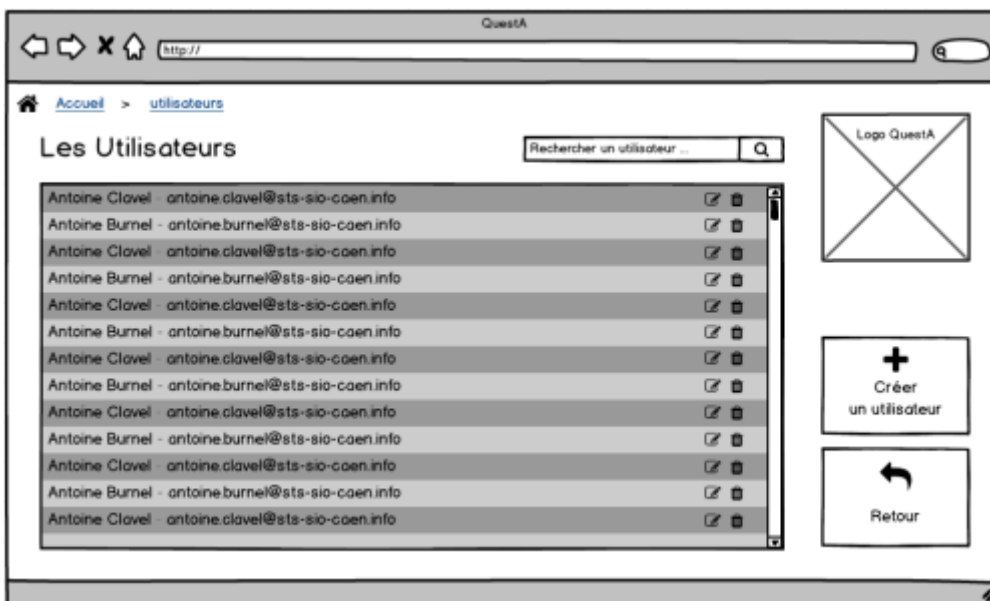 QuestA
http://
Accueil > utilisateurs
Les Utilisateurs
Rechercher un utilisateur ...
Logo QuestA
Antoine Clavel - antoine.clavel@sts-sio-caen.info
Antoine Burnel - antoine.burnel@sts-sio-caen.info
Antoine Clavel - antoine.clavel@sts-sio-caen.info
Antoine Burnel - antoine.burnel@sts-sio-caen.info
Antoine Clavel - antoine.clavel@sts-sio-caen.info
Antoine Burnel - antoine.burnel@sts-sio-caen.info
Antoine Clavel - antoine.clavel@sts-sio-caen.info
Antoine Burnel - antoine.burnel@sts-sio-caen.info
Antoine Clavel - antoine.clavel@sts-sio-caen.info
Antoine Burnel - antoine.burnel@sts-sio-caen.info
Antoine Clavel - antoine.clavel@sts-sio-caen.info
Antoine Burnel - antoine.burnel@sts-sio-caen.info
Antoine Clavel - antoine.clavel@sts-sio-caen.info
Créer
un utilisateur
Retour